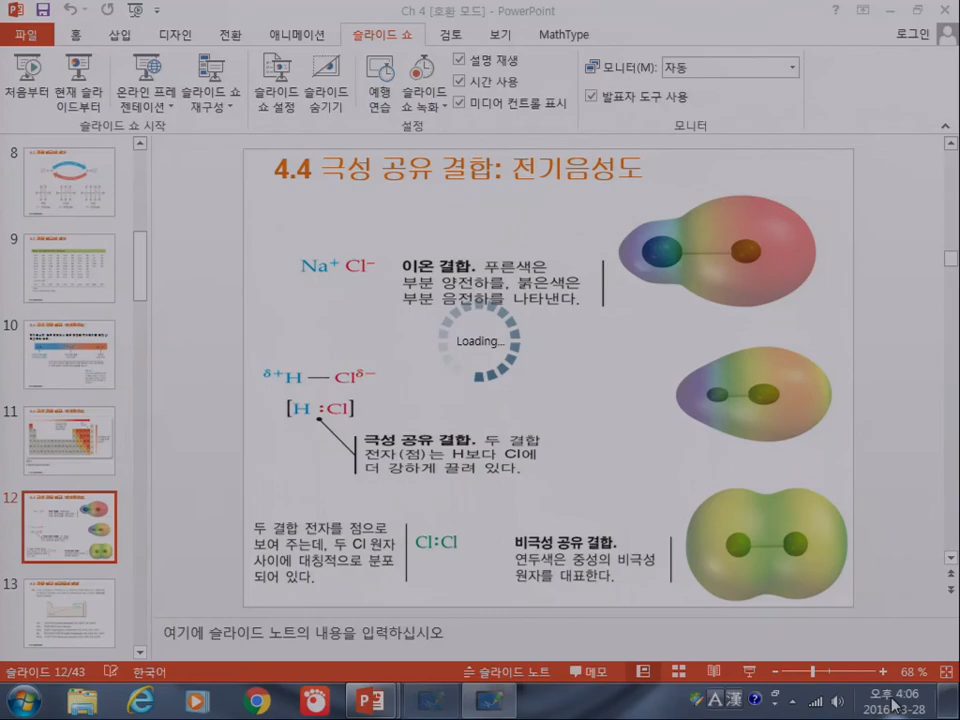 Ch 4 [호환 모드] - PowerPoint
파일 홈 삽입 디자인 전환 애니메이션 슬라이드 쇼 검토 보기 MathType 로그인
처음부터
현재 슬라이드부터
온라인 프레젠테이션
슬라이드 쇼 재구성
슬라이드 쇼 설정
슬라이드 숨기기
예행 연습
슬라이드 쇼 녹화
설명 재생
시간 사용
미디어 컨트롤 표시
모니터(M): 자동
발표자 도구 사용
슬라이드 쇼 시작 설정 모니터
8
9
10
11
12
13
4.4 극성 공유 결합: 전기음성도
Na⁺ Cl⁻
이온 결합. 푸른색은
부분 양전하를, 붉은색은
부분 음전하를 나타낸다.
Loading...
δ⁺H — Clδ⁻
[H :Cl]
극성 공유 결합. 두 결합
전자(점)는 H보다 Cl에
더 강하게 끌려 있다.
두 결합 전자를 점으로
보여 주는데, 두 Cl 원자
사이에 대칭적으로 분포
되어 있다.
Cl:Cl
비극성 공유 결합.
연두색은 중성의 비극성
원자를 대표한다.
여기에 슬라이드 노트의 내용을 입력하십시오
슬라이드 12/43 한국어 슬라이드 노트 메모 68 %
A 漢 오후 4:06
2016-03-28